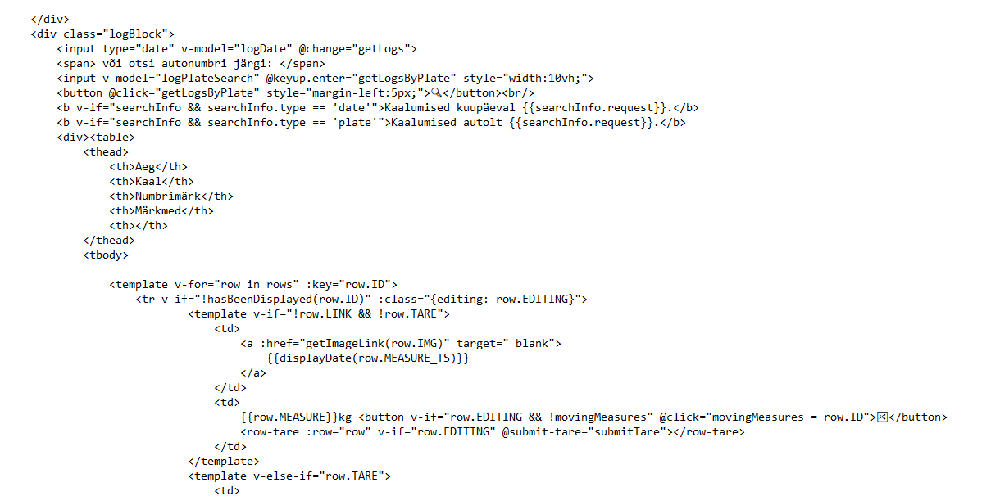 </div>
<div class="logBlock">
<input type="date" v-model="logDate" @change="getLogs">
<span> või otsi autonumbri järgi: </span>
<input v-model="logPlateSearch" @keyup.enter="getLogsByPlate" style="width:10vh;">
<button @click="getLogsByPlate" style="margin-left:5px;">🔍</button><br/>
<b v-if="searchInfo && searchInfo.type == 'date'">Kaalumised kuupäeval {{searchInfo.request}}.</b>
<b v-if="searchInfo && searchInfo.type == 'plate'">Kaalumised autolt {{searchInfo.request}}.</b>
<div><table>
<thead>
<th>Aeg</th>
<th>Kaal</th>
<th>Numbrimärk</th>
<th>Märkmed</th>
<th></th>
</thead>
<tbody>
<template v-for="row in rows" :key="row.ID">
<tr v-if="!hasBeenDisplayed(row.ID)" :class="{editing: row.EDITING}">
<template v-if="!row.LINK && !row.TARE">
<td>
<a :href="getImageLink(row.IMG)" target="_blank">
{{displayDate(row.MEASURE_TS)}}
</a>
</td>
<td>
{{row.MEASURE}}kg <button v-if="row.EDITING && !movingMeasures" @click="movingMeasures = row.ID"></button>
<row-tare :row="row" v-if="row.EDITING" @submit-tare="submitTare"></row-tare>
</td>
</template>
<template v-else-if="row.TARE">
<td>